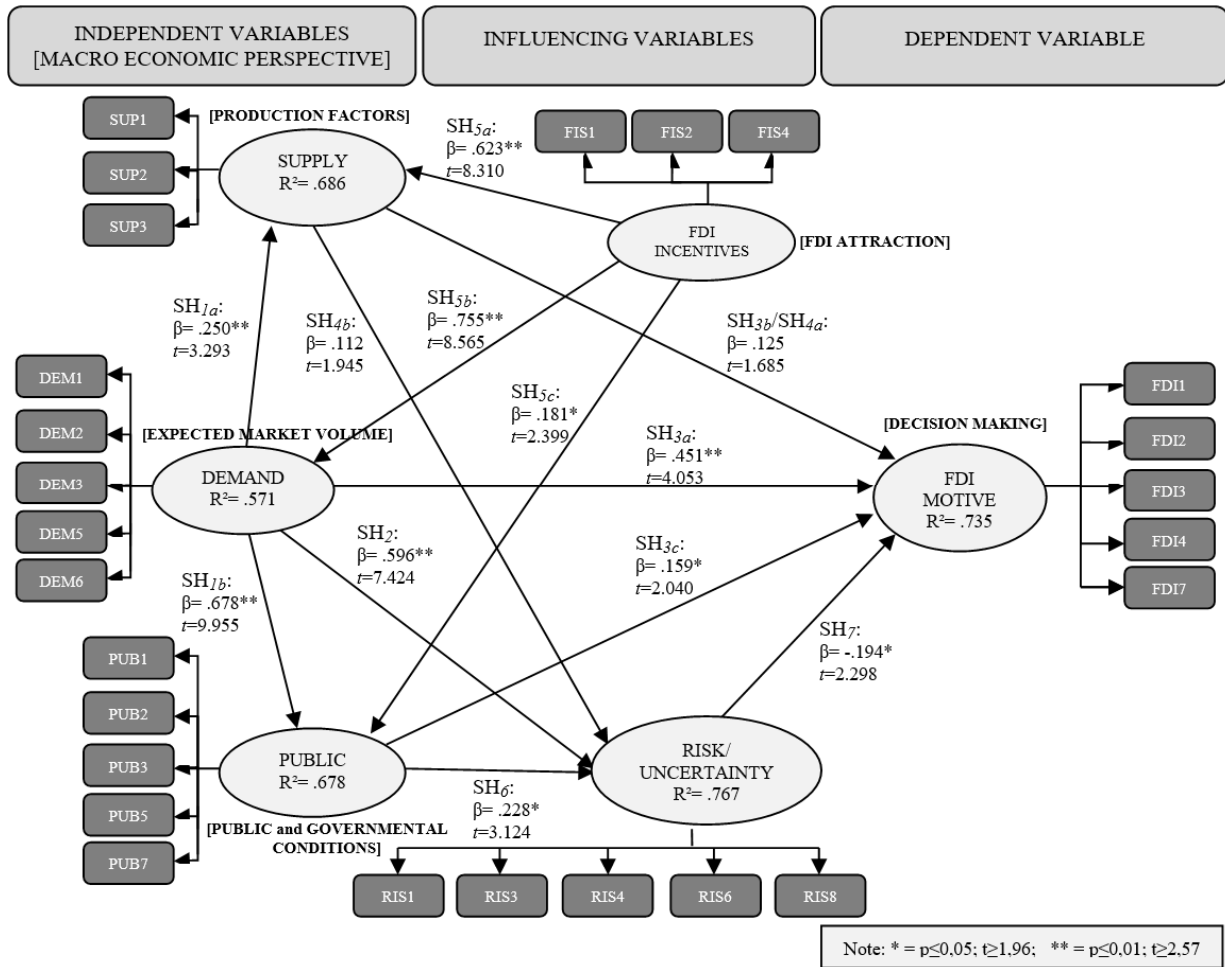 INDEPENDENT VARIABLES
[MACRO ECONOMIC PERSPECTIVE]
INFLUENCING VARIABLES
DEPENDENT VARIABLE
[PRODUCTION FACTORS]
SUP1
SUP2
SUP3
SUPPLY
R²= .686
SH5a:
β= .623**
t=8.310
FIS1
FIS2
FIS4
FDI
INCENTIVES
[FDI ATTRACTION]
SH1a:
β= .250**
t=3.293
SH4b:
β= .112
t=1.945
SH5b:
β= .755**
t=8.565
SH3b/SH4a:
β= .125
t=1.685
SH5c:
β= .181*
t=2.399
DEM1
DEM2
DEM3
DEM5
DEM6
[EXPECTED MARKET VOLUME]
DEMAND
R²= .571
SH3a:
β= .451**
t=4.053
[DECISION MAKING]
FDI
MOTIVE
R²= .735
FDI1
FDI2
FDI3
FDI4
FDI7
SH2:
β= .596**
t=7.424
SH3c:
β= .159*
t=2.040
SH1b:
β= .678**
t=9.955
SH7:
β= -.194*
t=2.298
PUB1
PUB2
PUB3
PUB5
PUB7
PUBLIC
R²= .678
[PUBLIC and GOVERNMENTAL
CONDITIONS]
SH6:
β= .228*
t=3.124
RISK/
UNCERTAINTY
R²= .767
RIS1
RIS3
RIS4
RIS6
RIS8
Note: * = p≤0,05; t≥1,96; ** = p≤0,01; t≥2,57